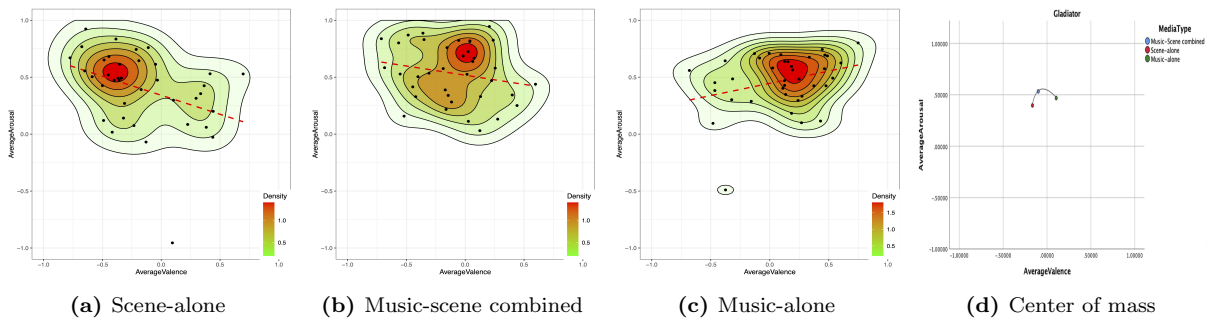 1.0
0.5
0.0
−0.5
−1.0
AverageArousal
−1.0
−0.5
0.0
0.5
1.0
AverageValence
Density
1.0
0.5
(a) Scene-alone
1.0
0.5
0.0
−0.5
−1.0
AverageArousal
−1.0
−0.5
0.0
0.5
1.0
AverageValence
Density
1.0
0.5
(b) Music-scene combined
1.0
0.5
0.0
−0.5
−1.0
AverageArousal
−1.0
−0.5
0.0
0.5
1.0
AverageValence
Density
1.5
1.0
0.5
(c) Music-alone
Gladiator
MediaType
Music-Scene combined
Scene-alone
Music-alone
1.00000
.50000
.00000
-.50000
-1.00000
AverageArousal
-1.00000
-.50000
.00000
.50000
1.00000
AverageValence
(d) Center of mass